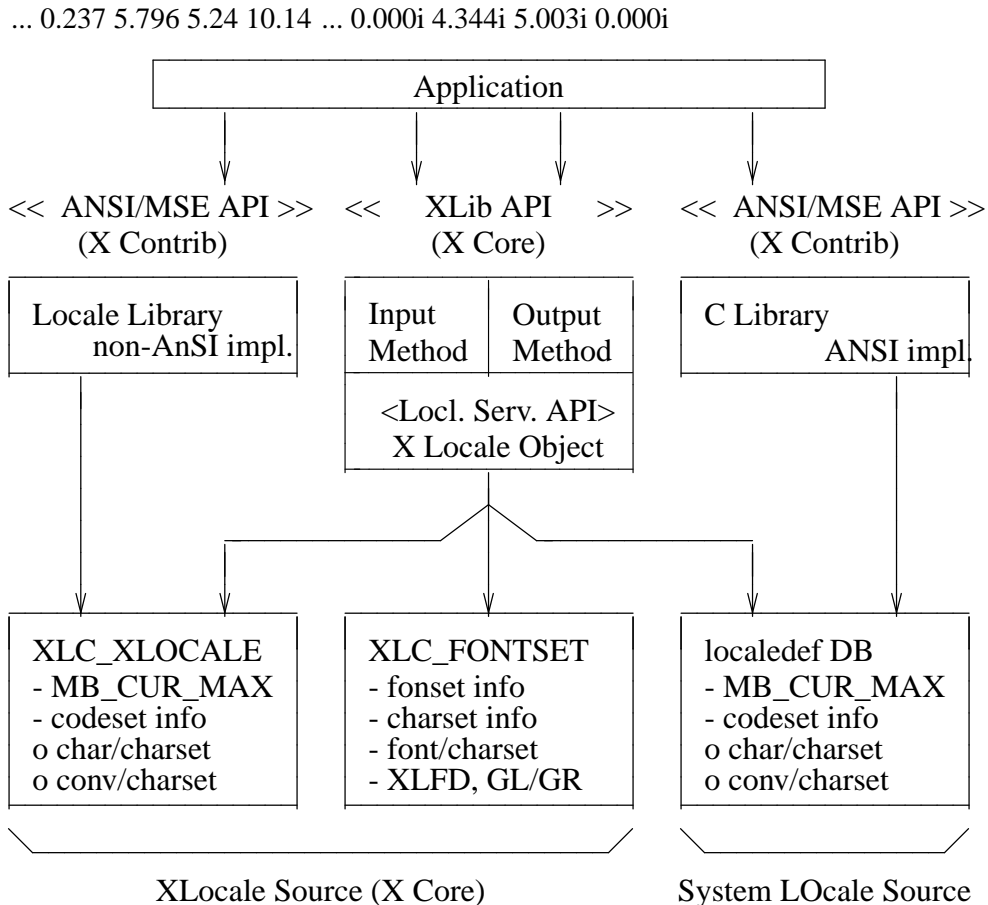 ... 0.237 5.796 5.24 10.14 ... 0.000i 4.344i 5.003i 0.000i
Application
<< ANSI/MSE API >> << XLib API >> << ANSI/MSE API >>
(X Contrib) (X Core) (X Contrib)
Locale Library
non-AnSI impl.
Input Output
Method Method
C Library
ANSI impl.
<Locl. Serv. API>
X Locale Object
XLC_XLOCALE
- MB_CUR_MAX
- codeset info
o char/charset
o conv/charset
XLC_FONTSET
- fonset info
- charset info
- font/charset
- XLFD, GL/GR
localedef DB
- MB_CUR_MAX
- codeset info
o char/charset
o conv/charset
XLocale Source (X Core) System LOcale Source